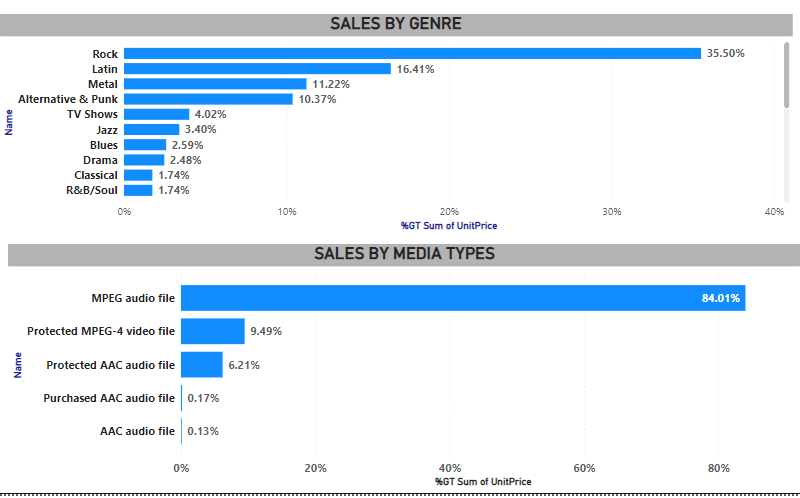 SALES BY GENRE
Rock 35.50%
Latin 16.41%
Metal 11.22%
Alternative & Punk 10.37%
TV Shows 4.02%
Jazz 3.40%
Blues 2.59%
Drama 2.48%
Classical 1.74%
R&B/Soul 1.74%
Name
0% 10% 20% 30% 40%
%GT Sum of UnitPrice
SALES BY MEDIA TYPES
MPEG audio file 84.01%
Protected MPEG-4 video file 9.49%
Protected AAC audio file 6.21%
Purchased AAC audio file 0.17%
AAC audio file 0.13%
Name
0% 20% 40% 60% 80%
%GT Sum of UnitPrice